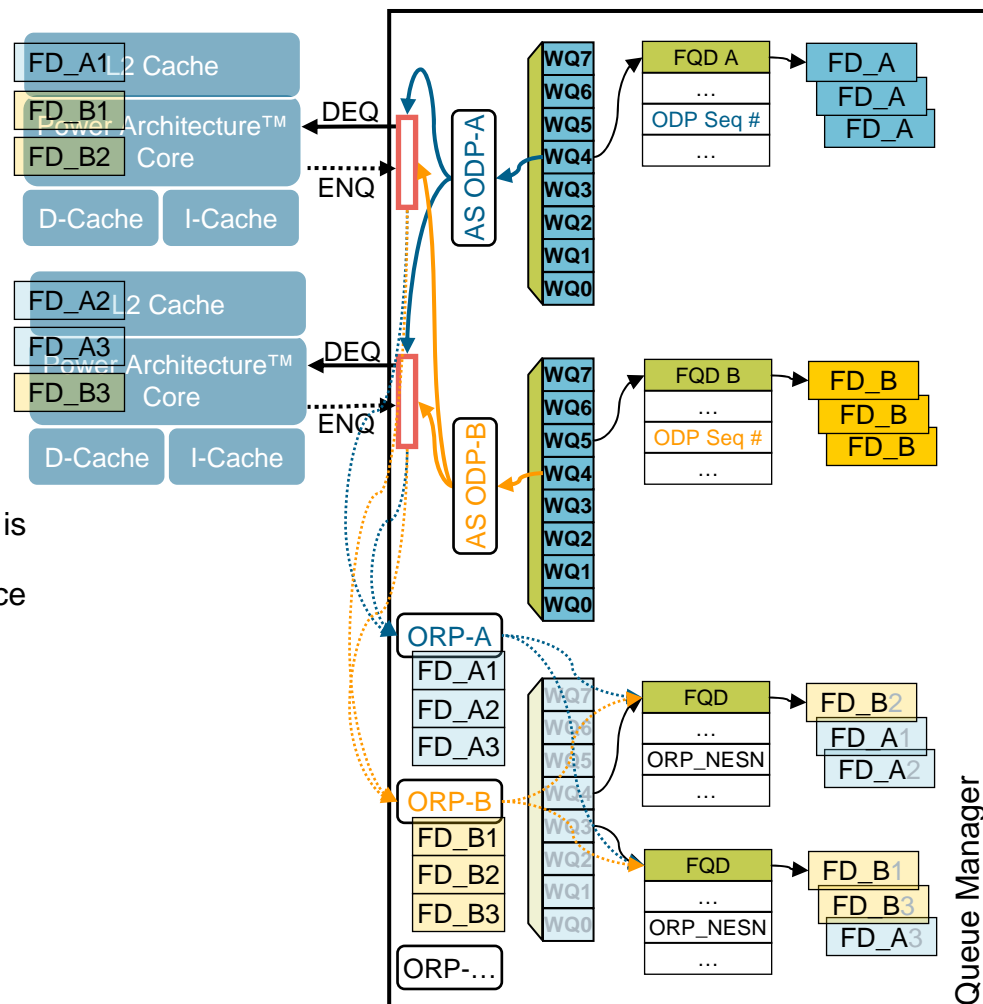 FD_A1
L2 Cache
FD_B1
Power Architecture™
FD_B2
Core
D-Cache
I-Cache
DEQ
ENQ
FD_A2
L2 Cache
FD_A3
Power Architecture™
FD_B3
Core
D-Cache
I-Cache
DEQ
ENQ
is
ce
AS ODP-A
WQ7
WQ6
WQ5
WQ4
WQ3
WQ2
WQ1
WQ0
FQD A
...
ODP Seq #
...
FD_A
FD_A
FD_A
AS ODP-B
WQ7
WQ6
WQ5
WQ4
WQ3
WQ2
WQ1
WQ0
FQD B
...
ODP Seq #
...
FD_B
FD_B
FD_B
ORP-A
FD_A1
FD_A2
FD_A3
ORP-B
FD_B1
FD_B2
FD_B3
ORP-...
WQ7
WQ6
WQ5
WQ4
WQ3
WQ2
WQ1
WQ0
FQD
...
ORP_NESN
...
FD_B2
FD_A1
FD_A2
FQD
...
ORP_NESN
...
FD_B1
FD_B3
FD_A3
Queue Manager